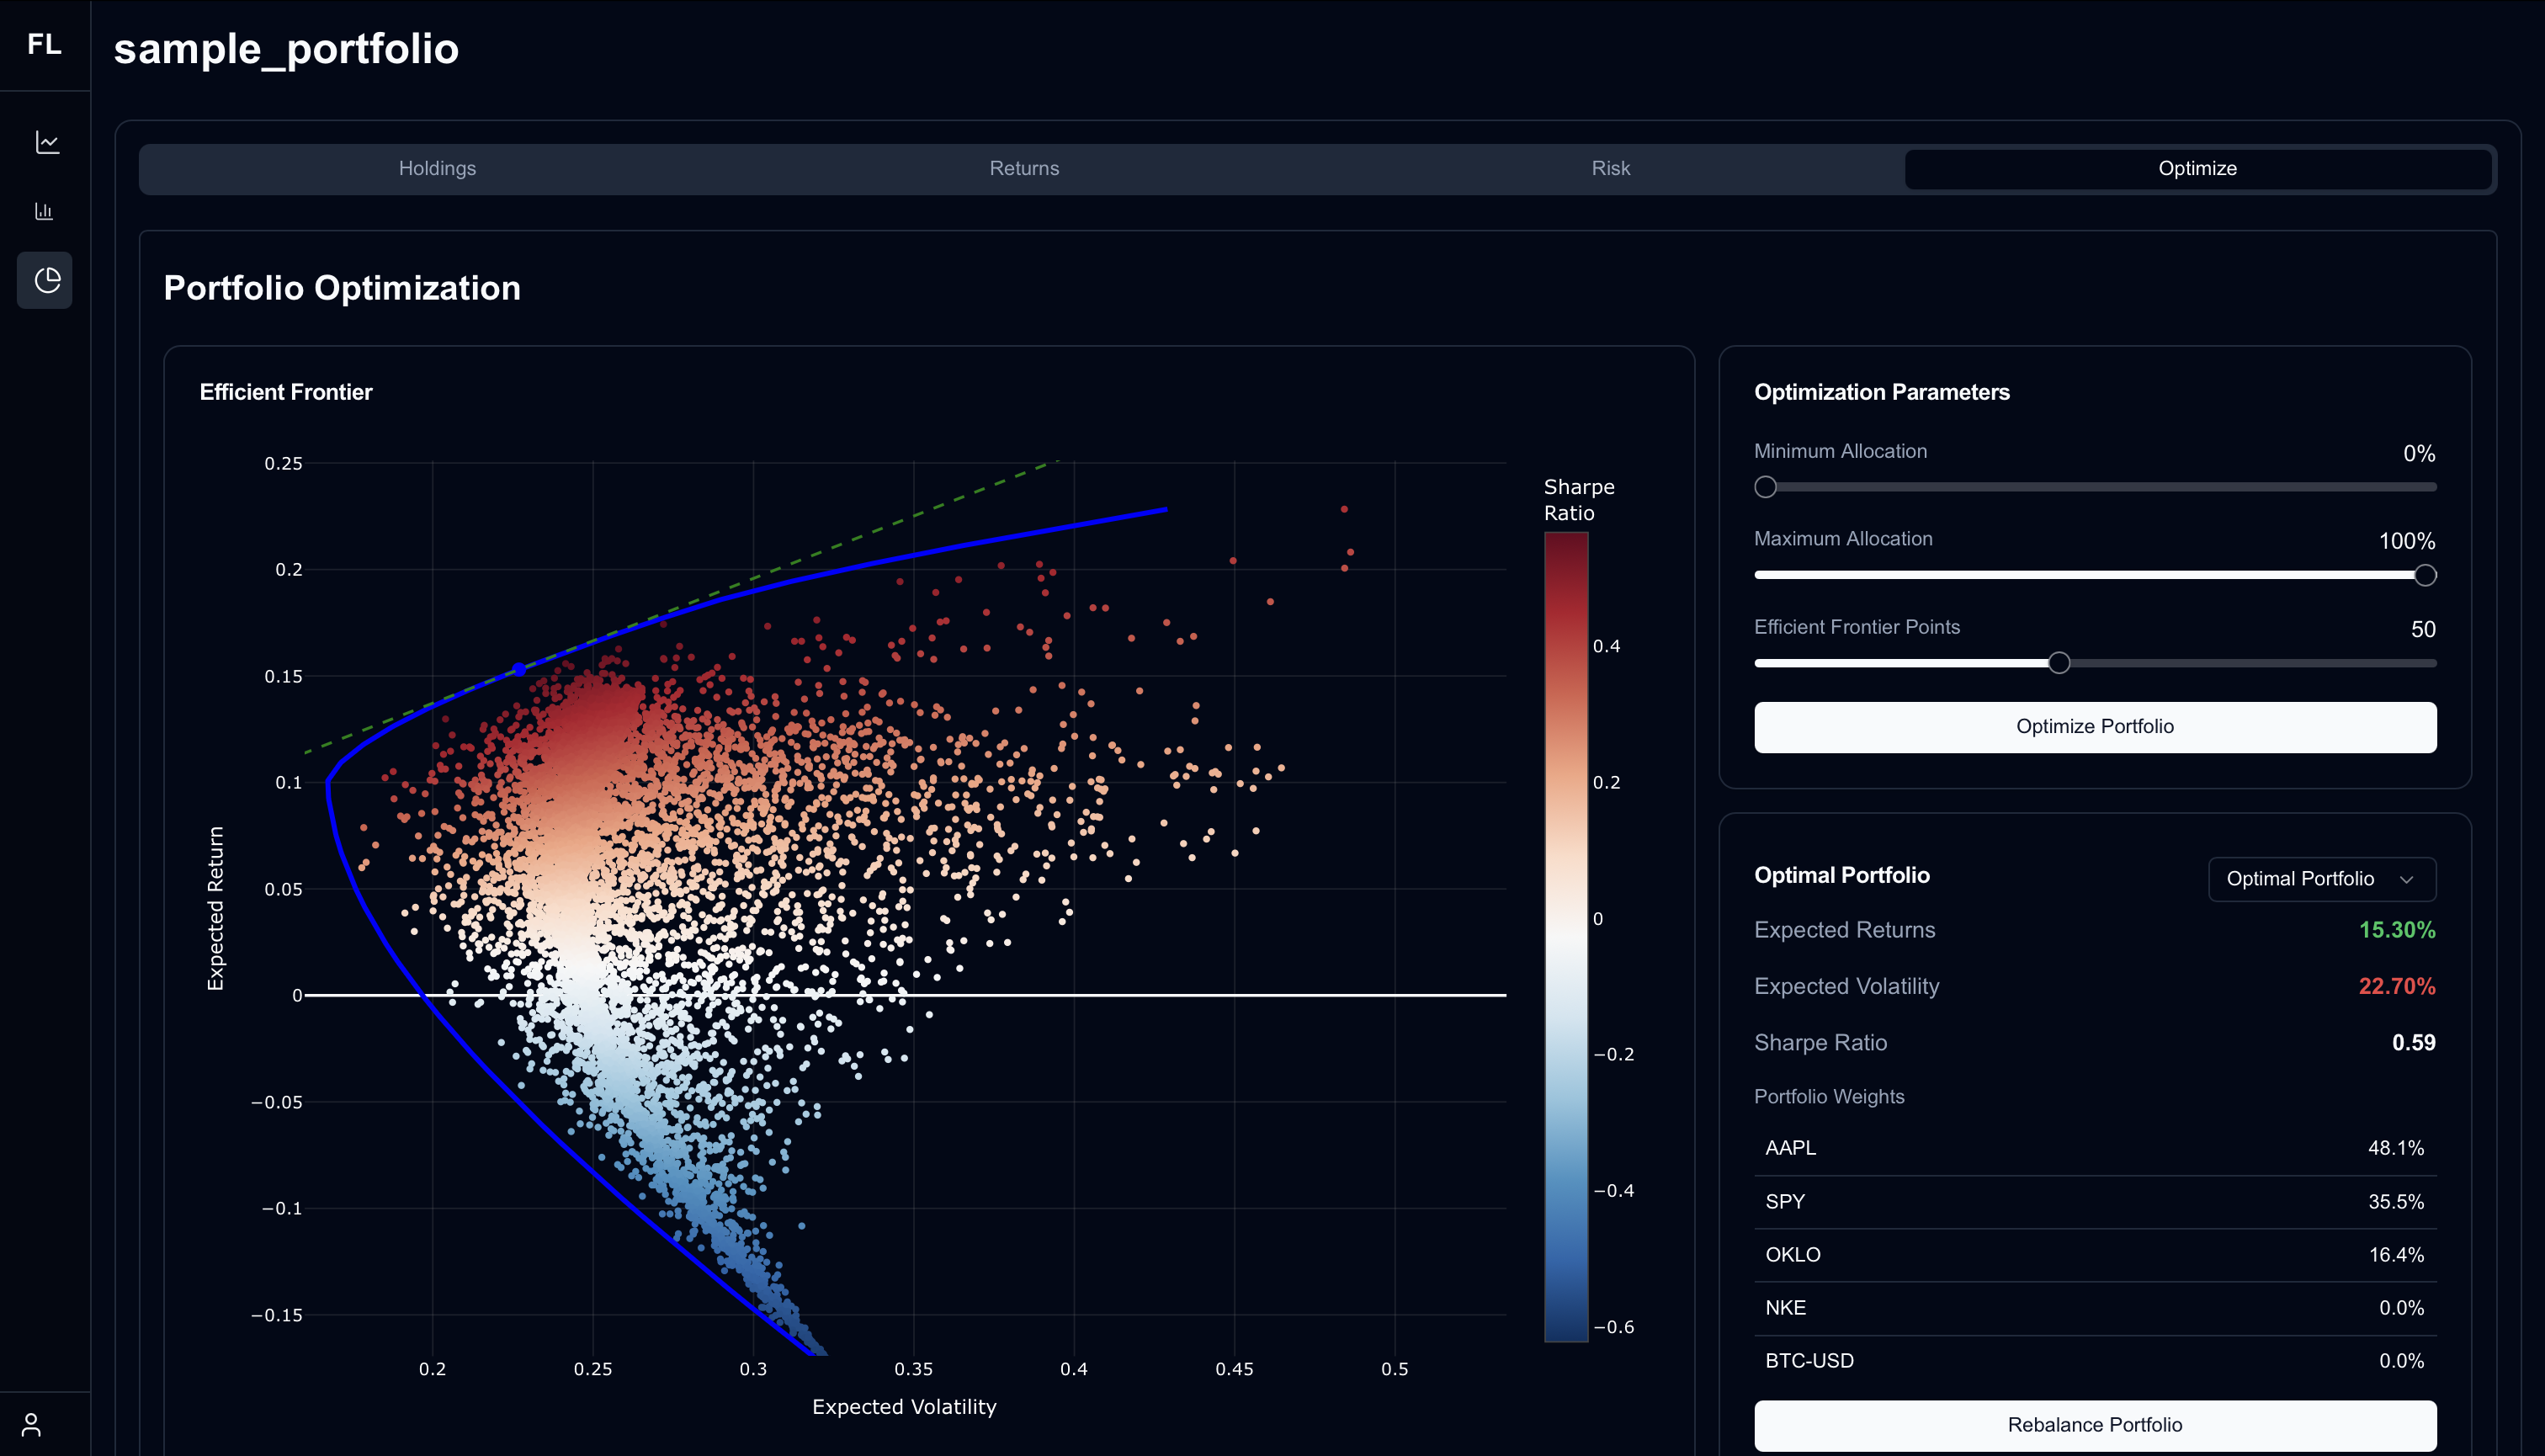 FL
sample_portfolio
Holdings
Returns
Risk
Optimize
Portfolio Optimization
Efficient Frontier
0.25
0.2
0.15
0.1
0.05
0
−0.05
−0.1
−0.15
Expected Return
0.2
0.25
0.3
0.35
0.4
0.45
0.5
Expected Volatility
Sharpe
Ratio
0.4
0.2
0
−0.2
−0.4
−0.6
Optimization Parameters
Minimum Allocation
0%
Maximum Allocation
100%
Efficient Frontier Points
50
Optimize Portfolio
Optimal Portfolio
Optimal Portfolio
Expected Returns
15.30%
Expected Volatility
22.70%
Sharpe Ratio
0.59
Portfolio Weights
AAPL
48.1%
SPY
35.5%
OKLO
16.4%
NKE
0.0%
BTC-USD
0.0%
Rebalance Portfolio